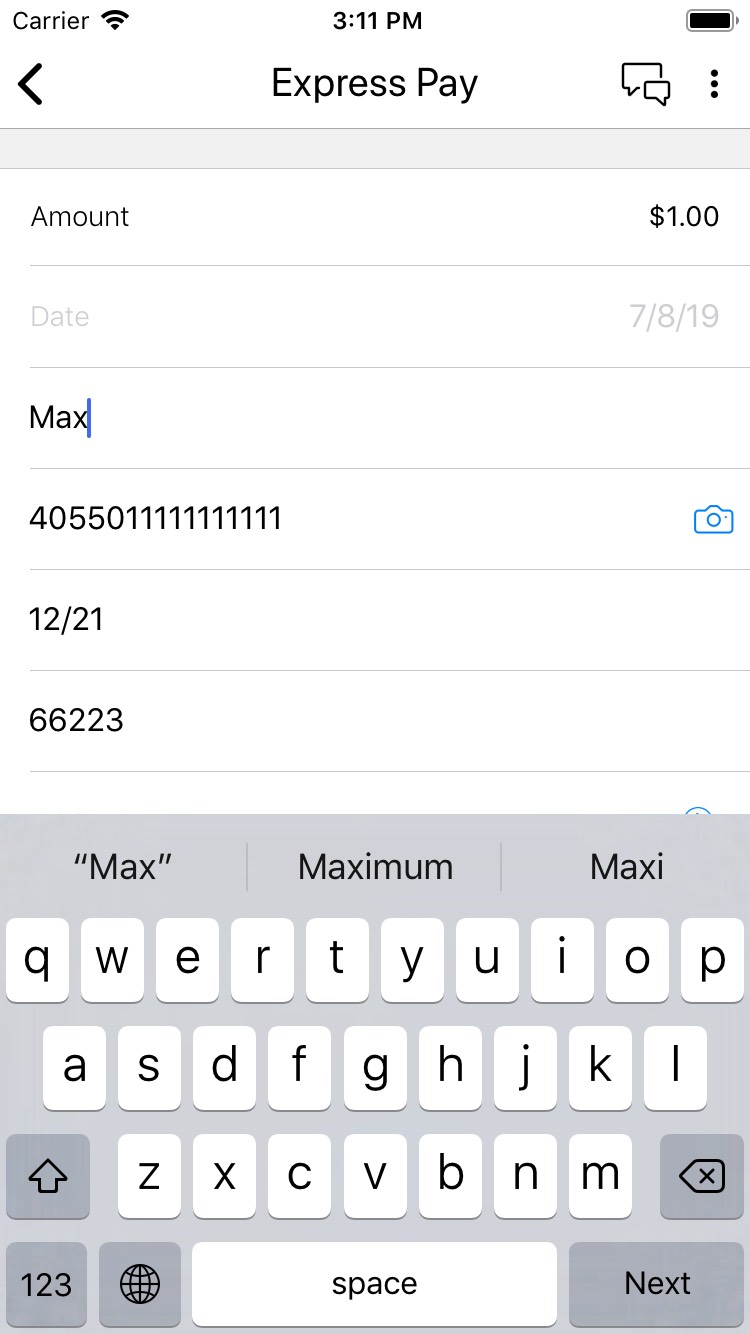 Carrier 3:11 PM
Express Pay
Amount $1.00
Date 7/8/19
Max
4055011111111111
12/21
66223
“Max” Maximum Maxi
q w e r t y u i o p
a s d f g h j k l
z x c v b n m
123 space Next